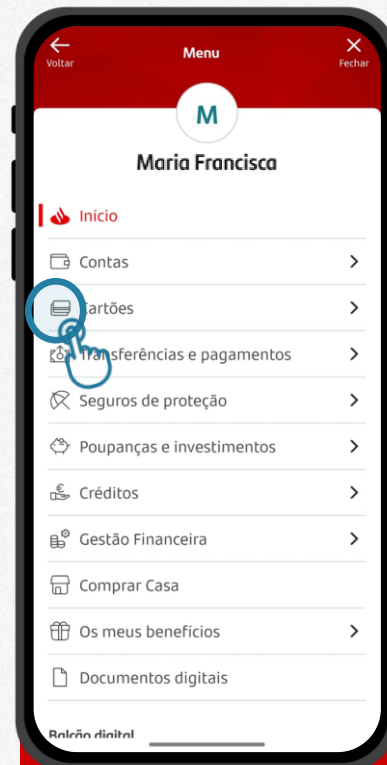 Voltar
Menu
Fechar
M
Maria Francisca
Início
Contas
Cartões
Transferências e pagamentos
Seguros de proteção
Poupanças e investimentos
Créditos
Gestão Financeira
Comprar Casa
Os meus benefícios
Documentos digitais
Balcão digital